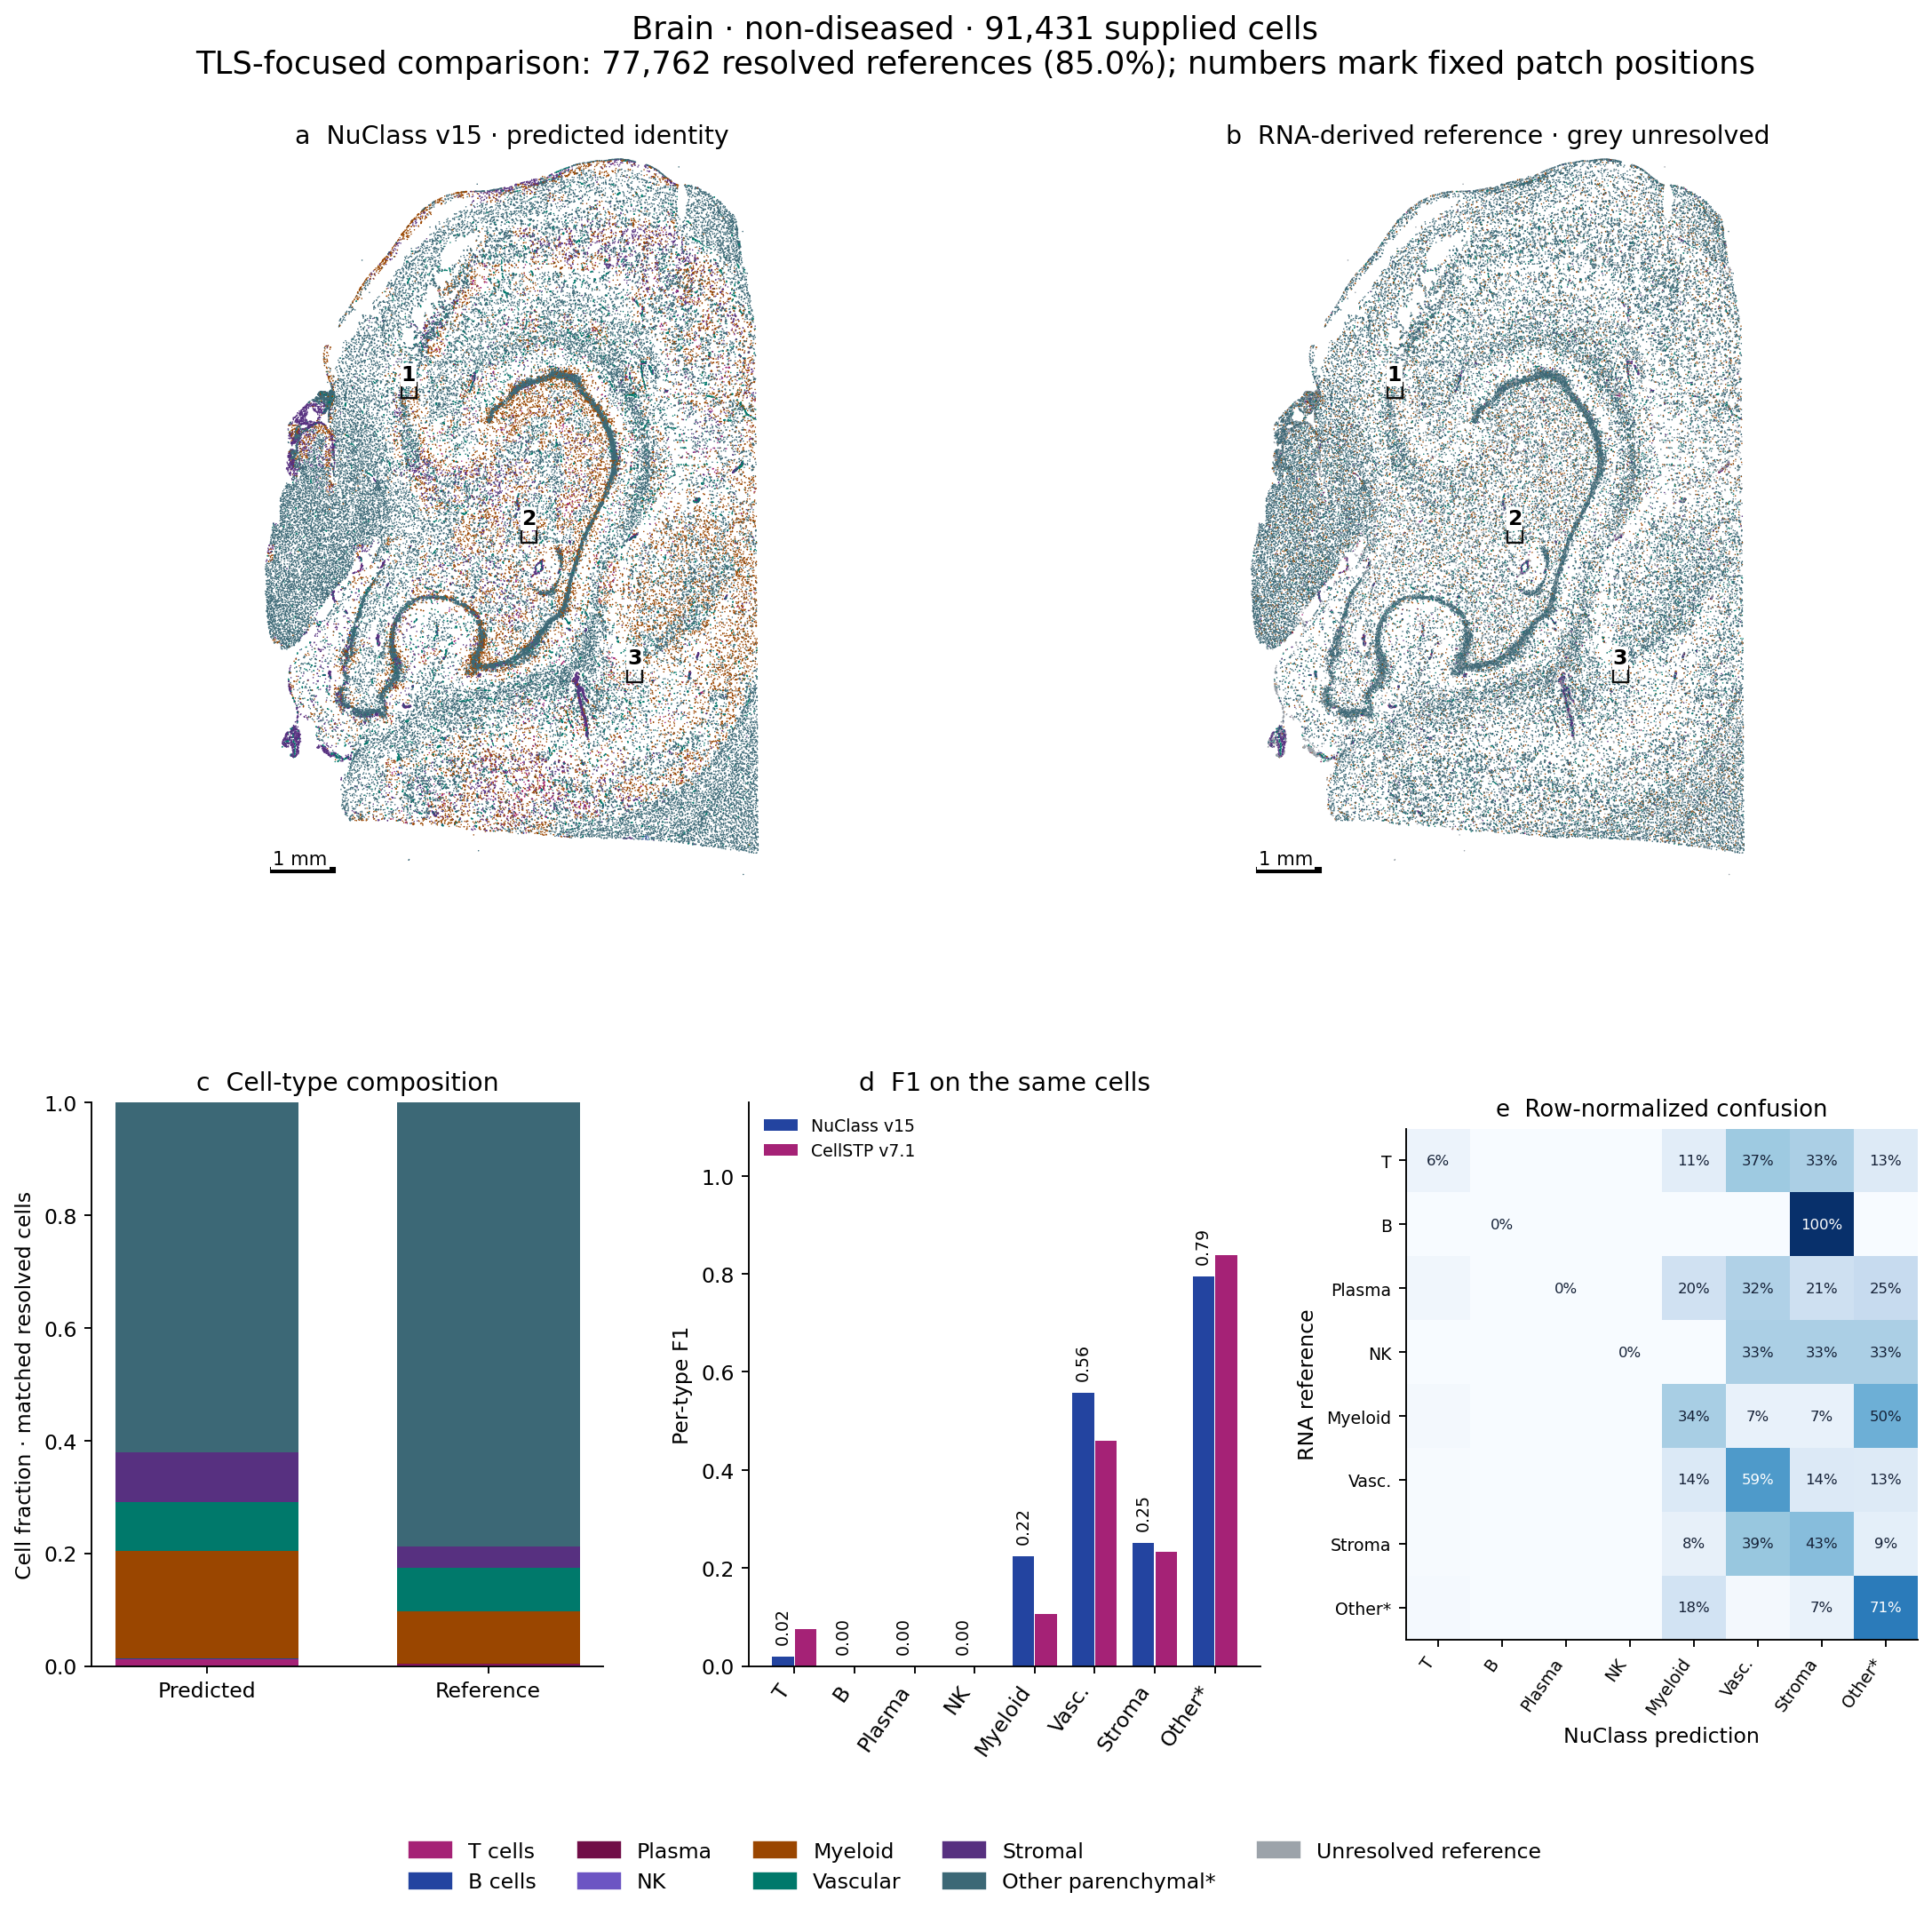 Brain · non-diseased · 91,431 supplied cells
TLS-focused comparison: 77,762 resolved references (85.0%); numbers mark fixed patch positions
a NuClass v15 · predicted identity
1
2
3
1 mm
b RNA-derived reference · grey unresolved
1
2
3
1 mm
c Cell-type composition
Cell fraction · matched resolved cells
1.0
0.8
0.6
0.4
0.2
0.0
Predicted
Reference
d F1 on the same cells
NuClass v15
CellSTP v7.1
Per-type F1
1.0
0.8
0.6
0.4
0.2
0.0
0.02
0.00
0.00
0.00
0.22
0.56
0.25
0.79
T
B
Plasma
NK
Myeloid
Vasc.
Stroma
Other*
e Row-normalized confusion
RNA reference
T 6% 11% 37% 33% 13%
B 0% 100%
Plasma 0% 20% 32% 21% 25%
NK 0% 33% 33% 33%
Myeloid 34% 7% 7% 50%
Vasc. 14% 59% 14% 13%
Stroma 8% 39% 43% 9%
Other* 18% 7% 71%
T
B
Plasma
NK
Myeloid
Vasc.
Stroma
Other*
NuClass prediction
T cells
B cells
Plasma
NK
Myeloid
Vascular
Stromal
Other parenchymal*
Unresolved reference